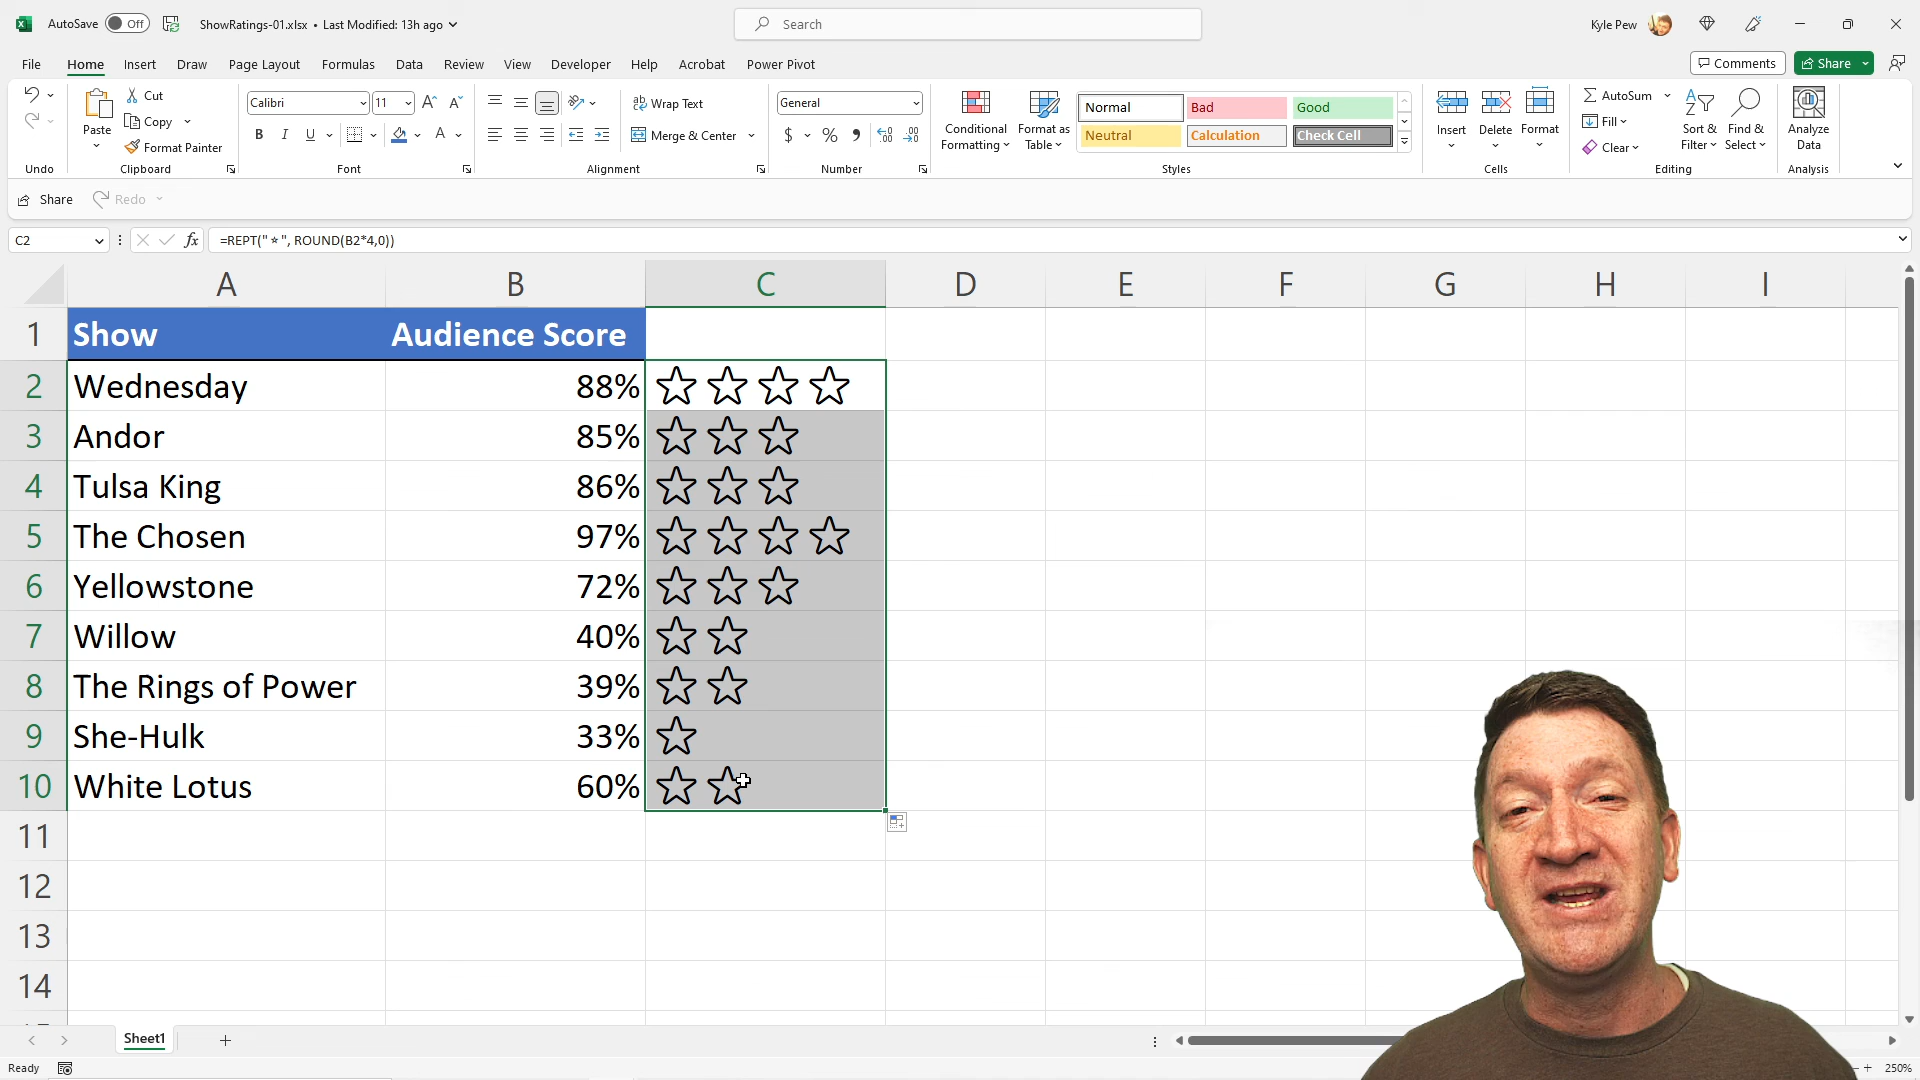 AutoSave Off ShowRatings-01.xlsx • Last Modified: 13h ago Search Kyle Pew
File Home Insert Draw Page Layout Formulas Data Review View Developer Help Acrobat Power Pivot Comments Share
Paste Cut Copy Format Painter
Calibri 11
B I U A
Wrap Text
Merge & Center
General
$ % 9
Conditional Formatting
Format as Table
Normal Bad Good
Neutral Calculation Check Cell
Insert Delete Format
AutoSum
Fill
Clear
Sort & Filter
Find & Select
Analyze Data
Undo Clipboard Font Alignment Number Styles Cells Editing Analysis
Share Redo
C2 fx =REPT("⭐", ROUND(B2*4,0))
A B C D E F G H I
1 Show Audience Score
2 Wednesday 88% ☆☆☆☆
3 Andor 85% ☆☆☆
4 Tulsa King 86% ☆☆☆
5 The Chosen 97% ☆☆☆☆
6 Yellowstone 72% ☆☆☆
7 Willow 40% ☆☆
8 The Rings of Power 39% ☆☆
9 She-Hulk 33% ☆
10 White Lotus 60% ☆☆
11
12
13
14
Sheet1
Ready 250%